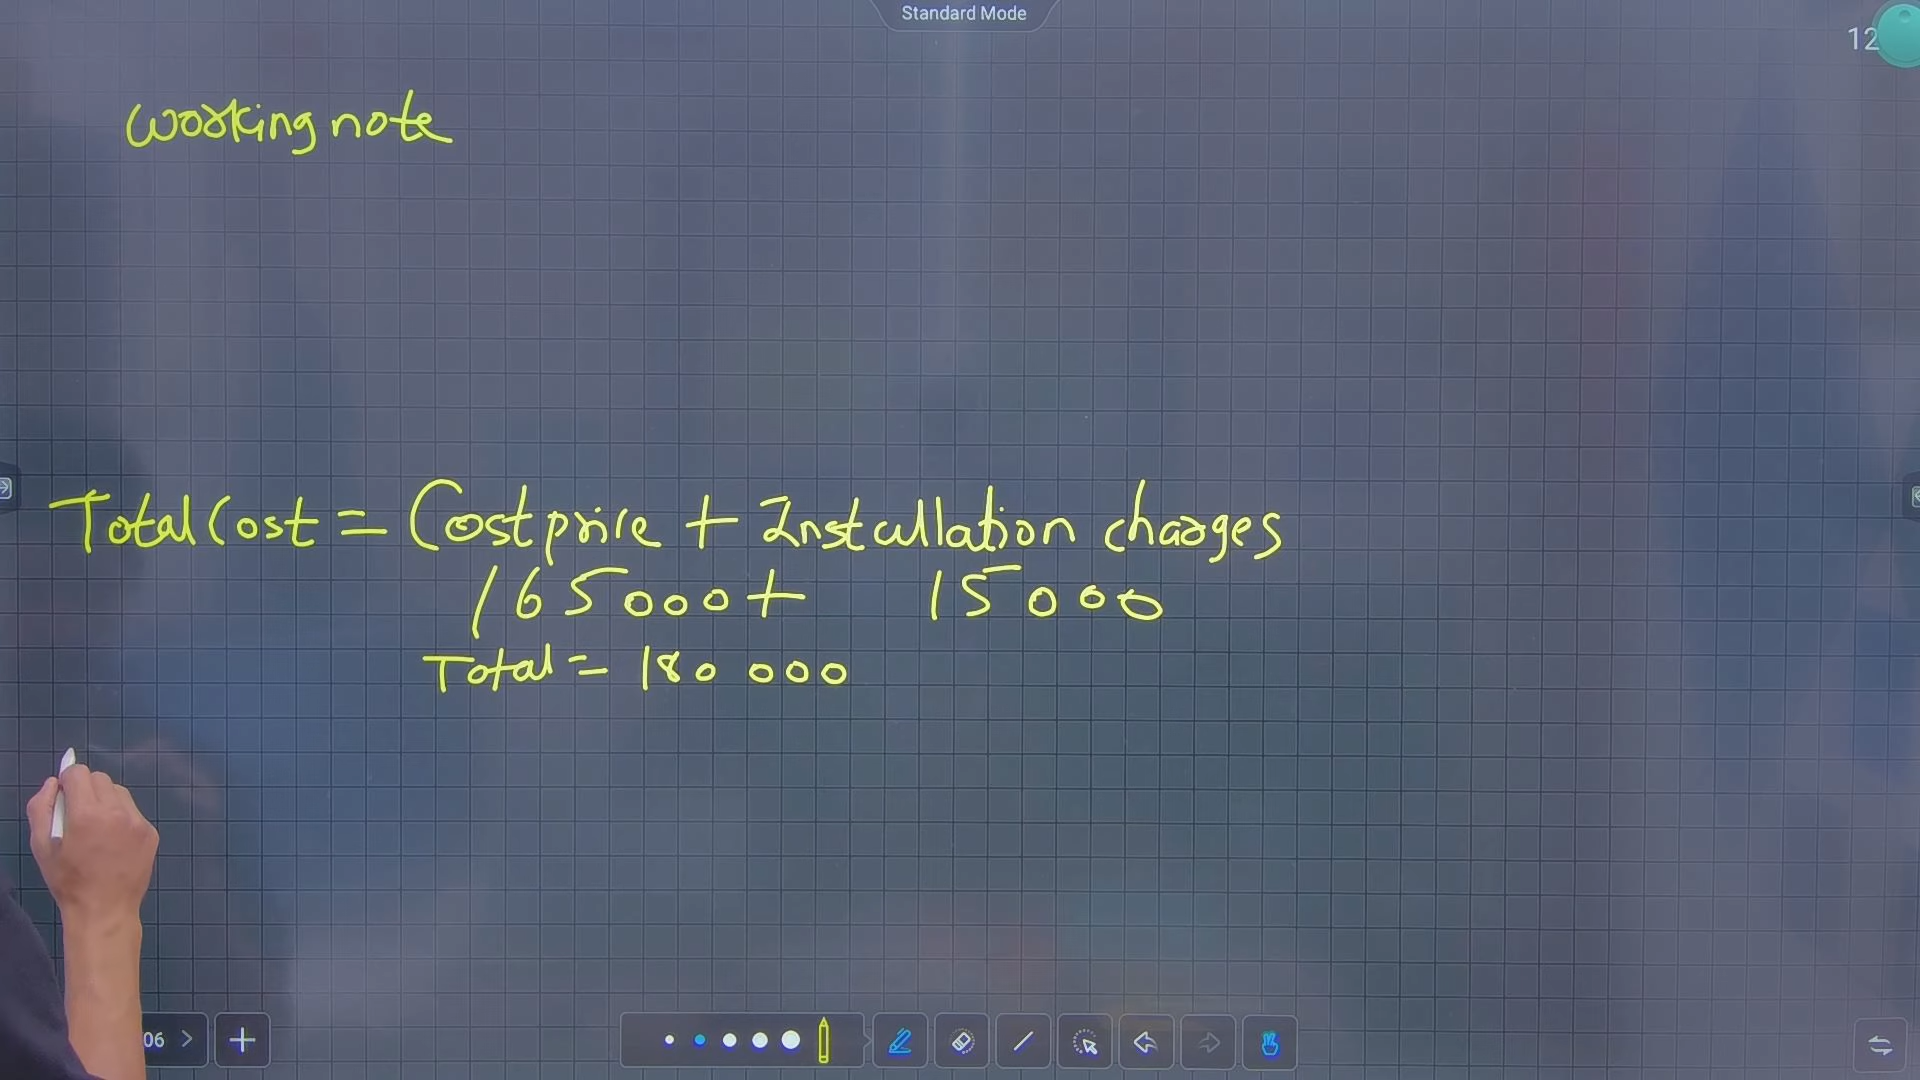 Standard Mode
12
working note
Total Cost = Cost price + Installation charges
165000 + 15000
Total = 180 000
06